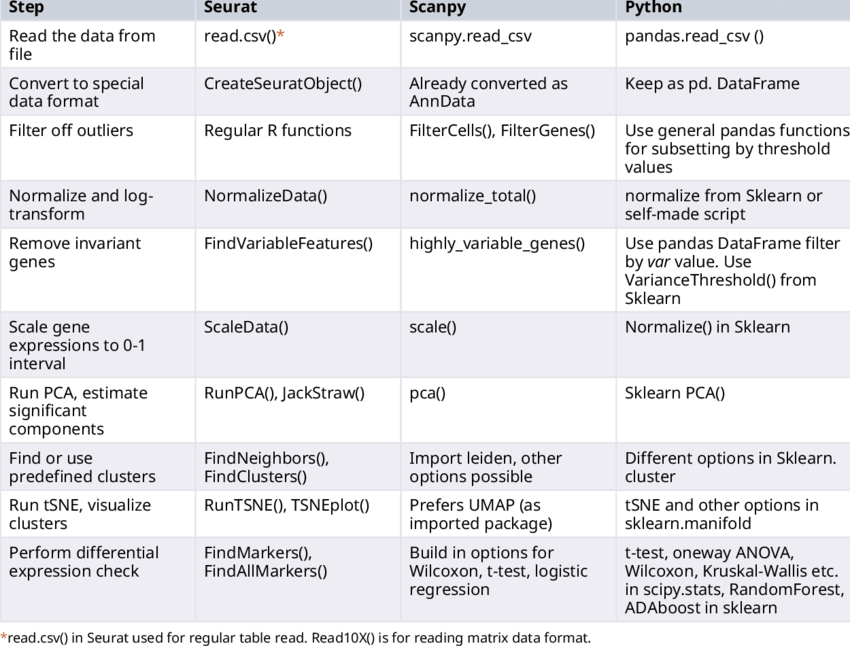 Step Seurat Scanpy Python
Read the data from
file
read.csv()*
scanpy.read_csv
pandas.read_csv ()
Convert to special
data format
CreateSeuratObject()
Already converted as
AnnData
Keep as pd. DataFrame
Filter off outliers
Regular R functions
FilterCells(), FilterGenes()
Use general pandas functions
for subsetting by threshold
values
Normalize and log-
transform
NormalizeData()
normalize_total()
normalize from Sklearn or
self-made script
Remove invariant
genes
FindVariableFeatures()
highly_variable_genes()
Use pandas DataFrame filter
by var value. Use
VarianceThreshold() from
Sklearn
Scale gene
expressions to 0-1
interval
ScaleData()
scale()
Normalize() in Sklearn
Run PCA, estimate
significant
components
RunPCA(), JackStraw()
pca()
Sklearn PCA()
Find or use
predefined clusters
FindNeighbors(),
FindClusters()
Import leiden, other
options possible
Different options in Sklearn.
cluster
Run tSNE, visualize
clusters
RunTSNE(), TSNEplot()
Prefers UMAP (as
imported package)
tSNE and other options in
sklearn.manifold
Perform differential
expression check
FindMarkers(),
FindAllMarkers()
Build in options for
Wilcoxon, t-test, logistic
regression
t-test, oneway ANOVA,
Wilcoxon, Kruskal-Wallis etc.
in scipy.stats, RandomForest,
ADAboost in sklearn
*read.csv() in Seurat used for regular table read. Read10X() is for reading matrix data format.